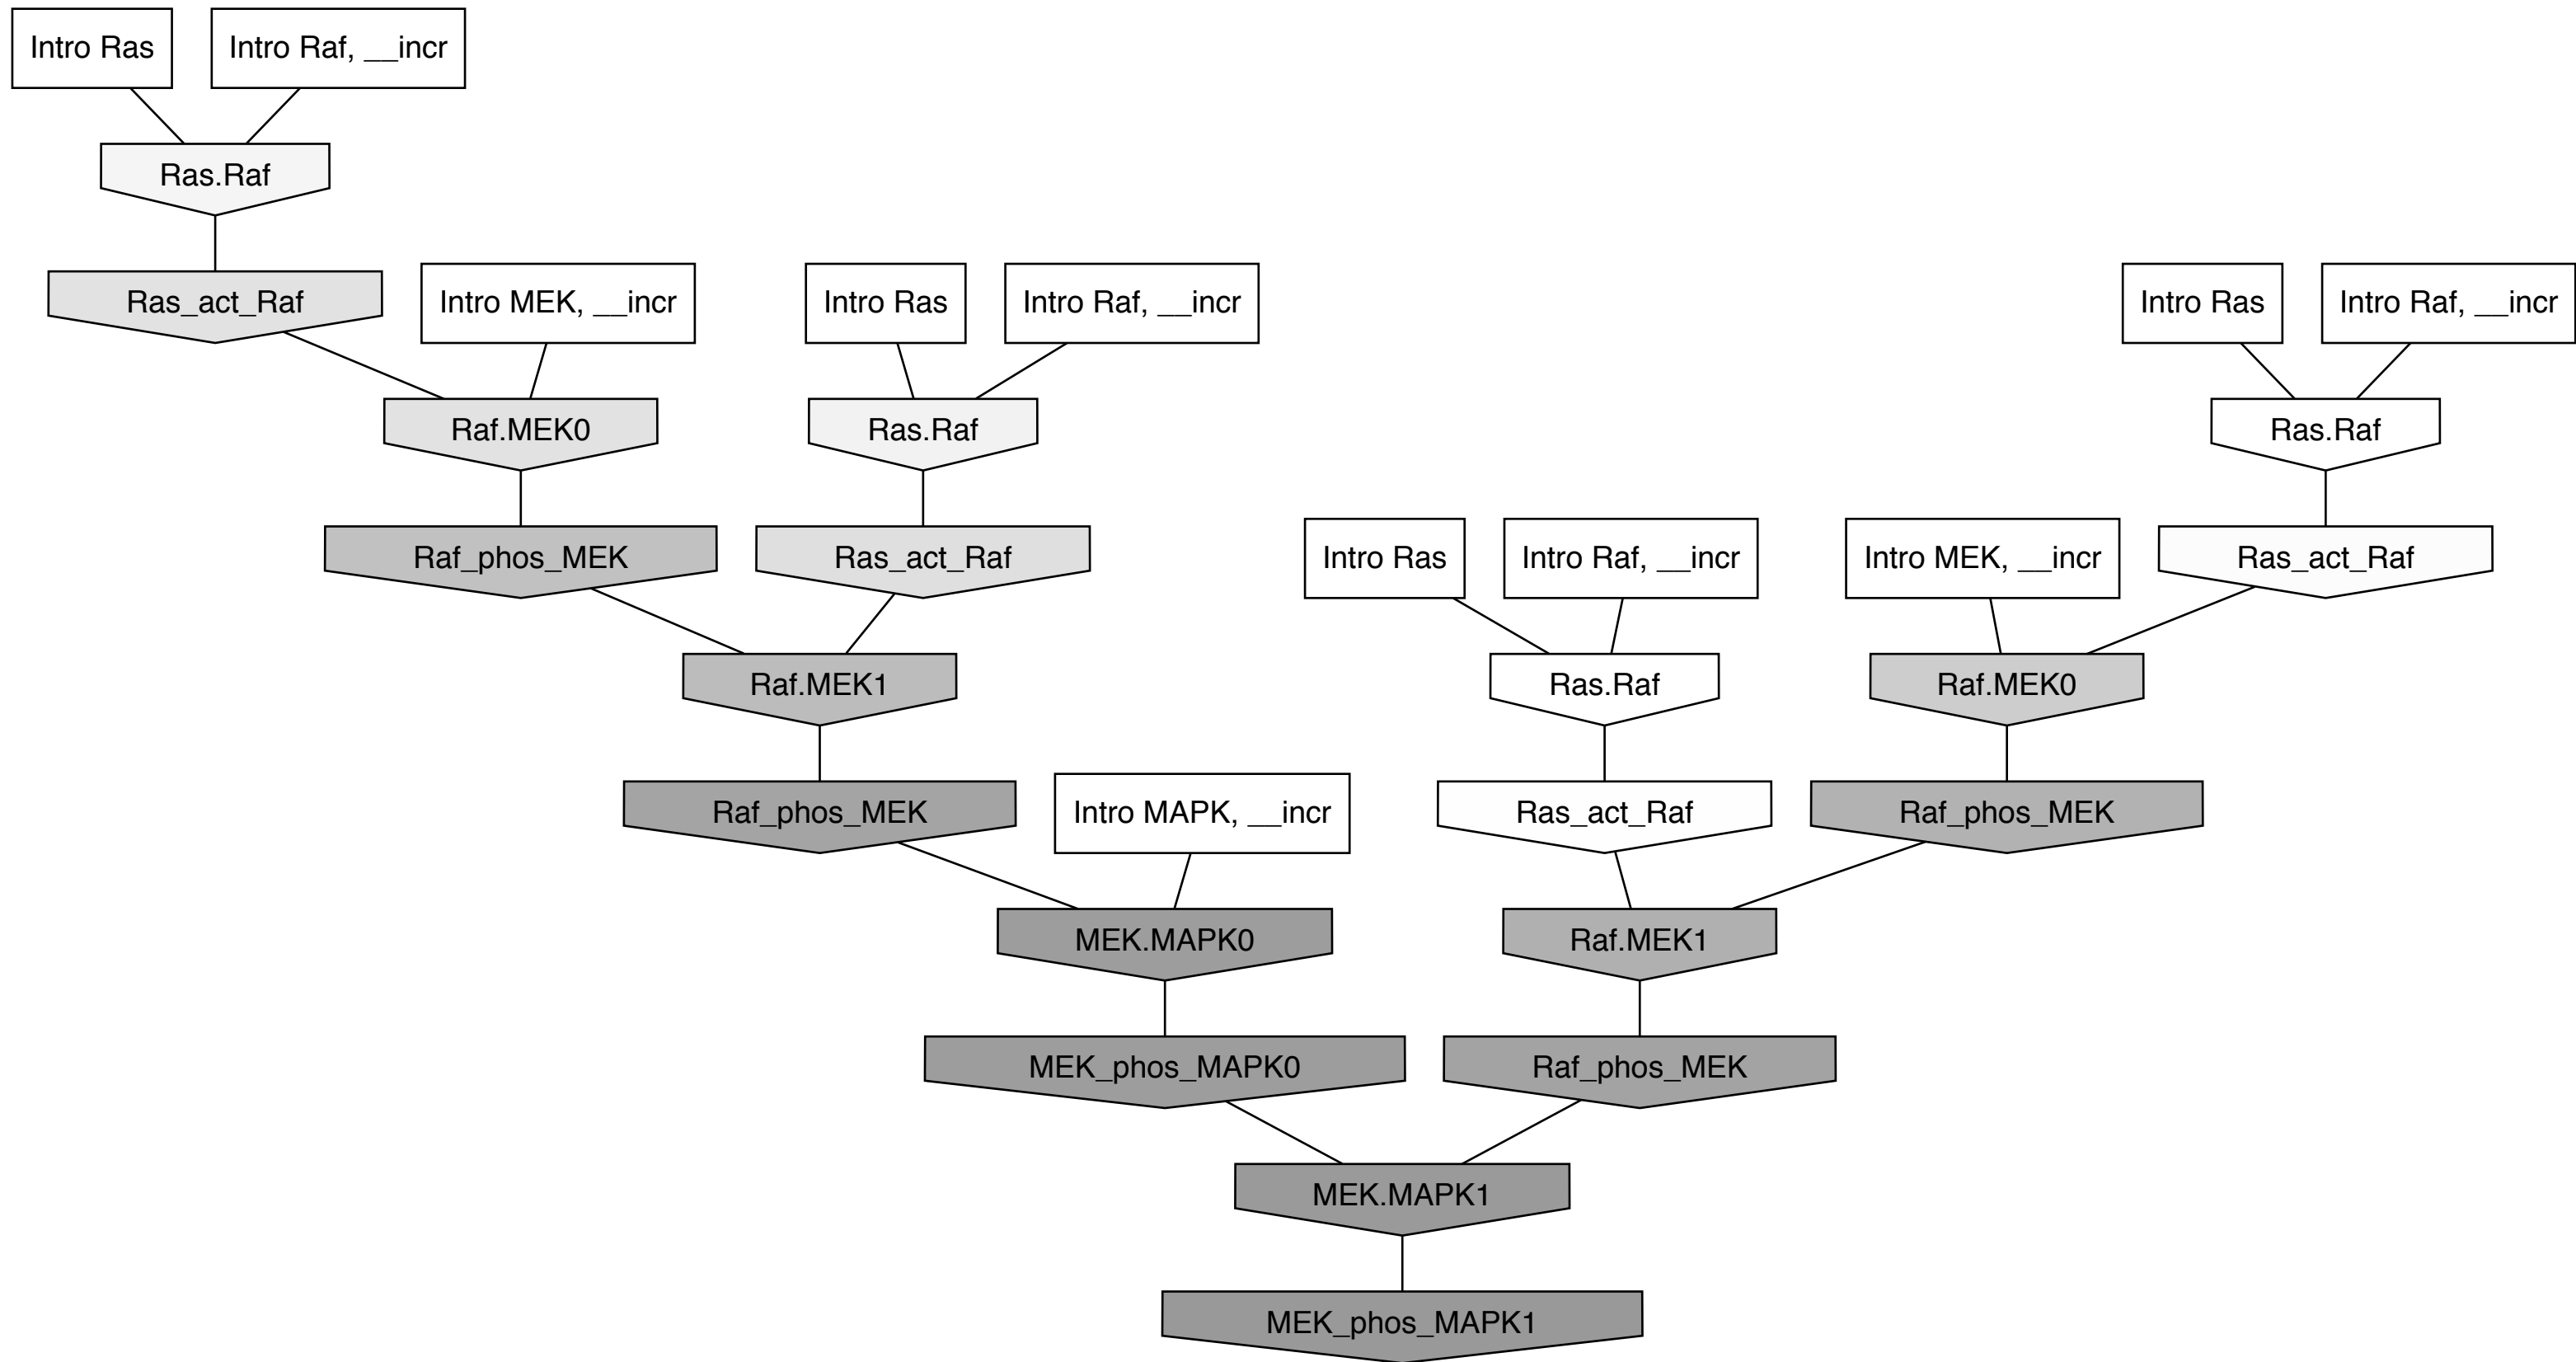 Intro Ras
Intro Raf, __incr
Ras.Raf
Ras_act_Raf
Intro MEK, __incr
Intro Ras
Intro Raf, __incr
Intro Ras
Intro Raf, __incr
Raf.MEK0
Ras.Raf
Ras.Raf
Raf_phos_MEK
Ras_act_Raf
Intro Ras
Intro Raf, __incr
Intro MEK, __incr
Ras_act_Raf
Raf.MEK1
Ras.Raf
Raf.MEK0
Raf_phos_MEK
Intro MAPK, __incr
Ras_act_Raf
Raf_phos_MEK
MEK.MAPK0
Raf.MEK1
MEK_phos_MAPK0
Raf_phos_MEK
MEK.MAPK1
MEK_phos_MAPK1